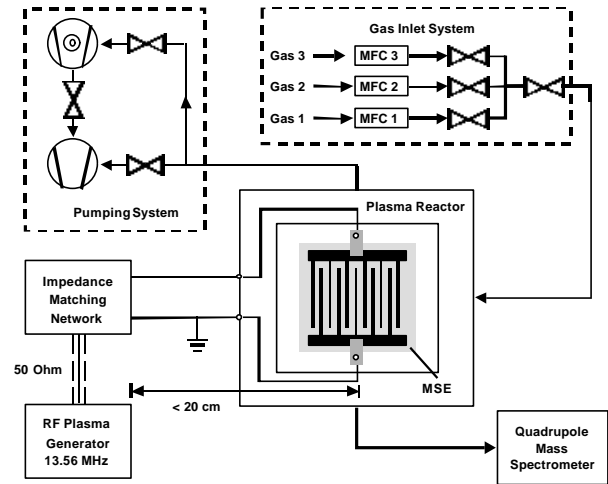 Gas Inlet System
Gas 3
MFC 3
Gas 2
MFC 2
Gas 1
MFC 1
Pumping System
Plasma Reactor
Impedance
Matching
Network
50 Ohm
MSE
< 20 cm
RF Plasma
Generator
13.56 MHz
Quadrupole
Mass
Spectrometer